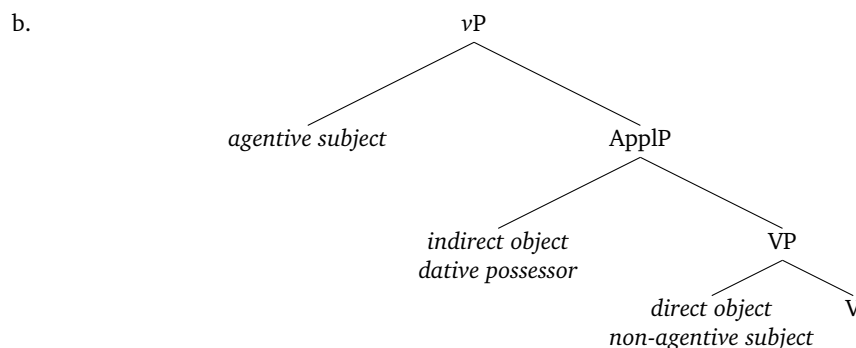 b.
vP
agentive subject
ApplP
indirect object
dative possessor
VP
direct object
V
non-agentive subject